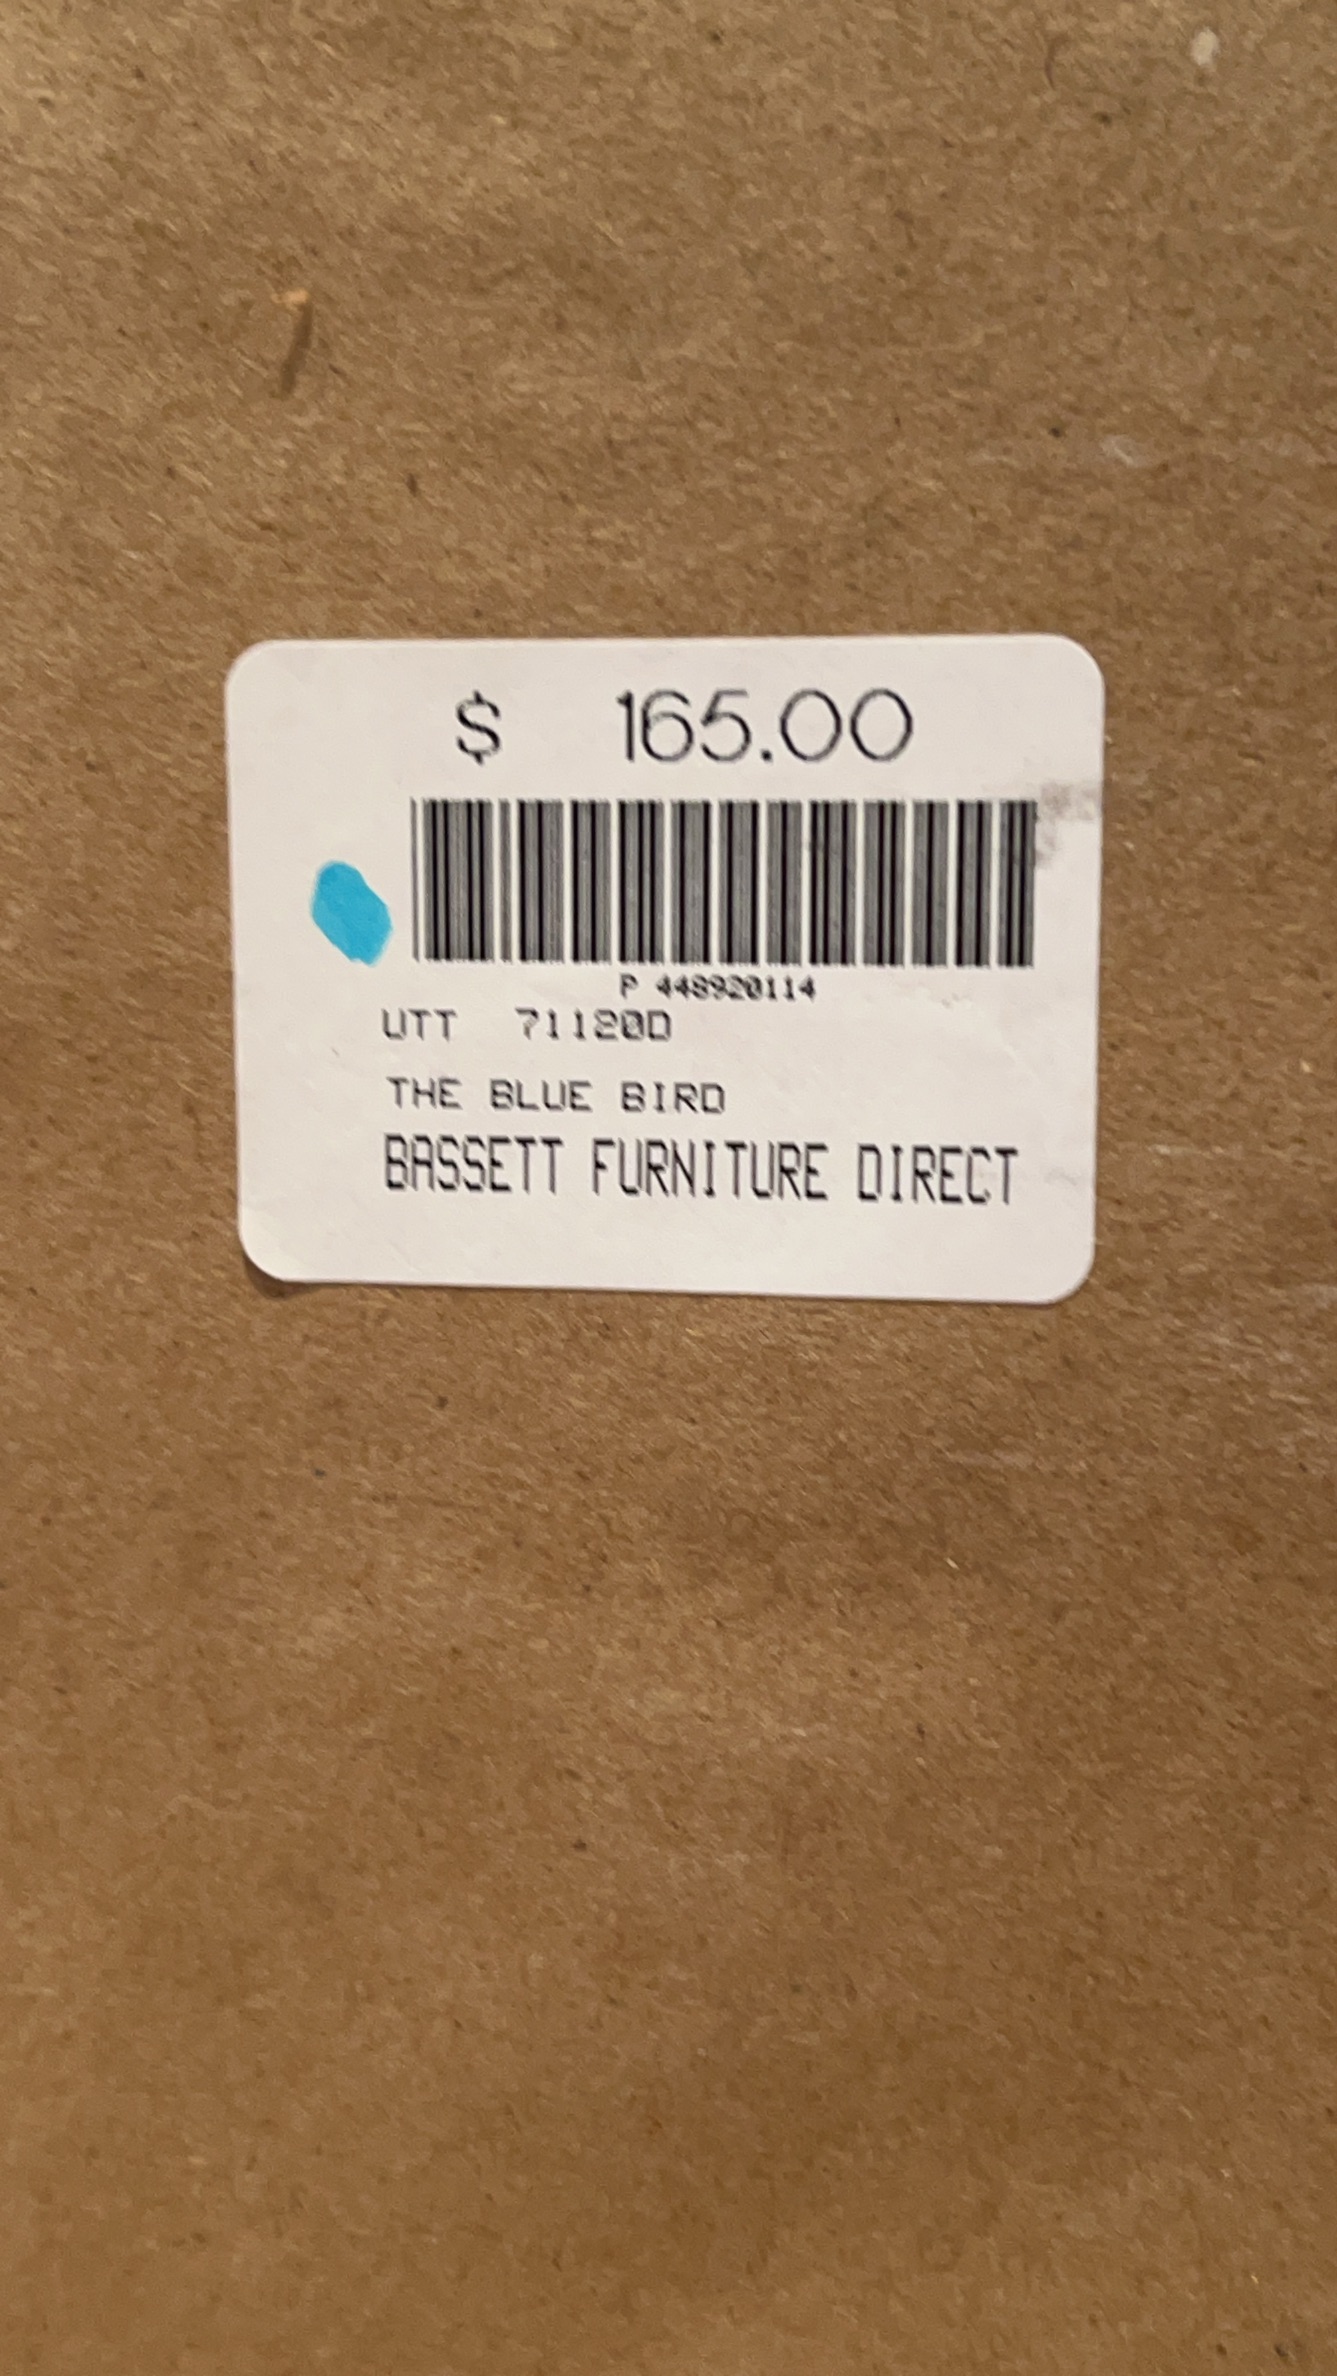 $ 165.00
P 448920114
UTT 71120D
THE BLUE BIRD
BASSETT FURNITURE DIRECT